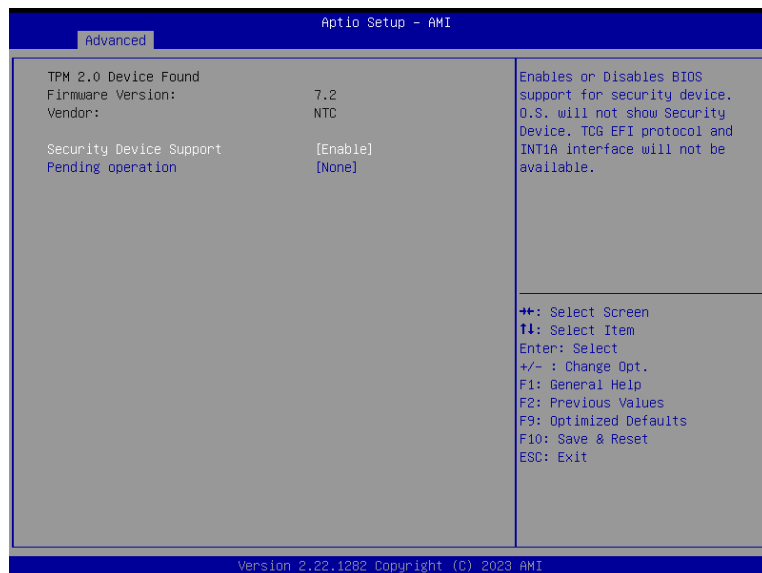 Aptio Setup - AMI
Advanced
TPM 2.0 Device Found
Firmware Version: 7.2
Vendor: NTC
Security Device Support [Enable]
Pending operation [None]
Enables or Disables BIOS
support for security device.
O.S. will not show Security
Device. TCG EFI protocol and
INT1A interface will not be
available.
→←: Select Screen
↑↓: Select Item
Enter: Select
+/- : Change Opt.
F1: General Help
F2: Previous Values
F9: Optimized Defaults
F10: Save & Reset
ESC: Exit
Version 2.22.1282 Copyright (C) 2023 AMI